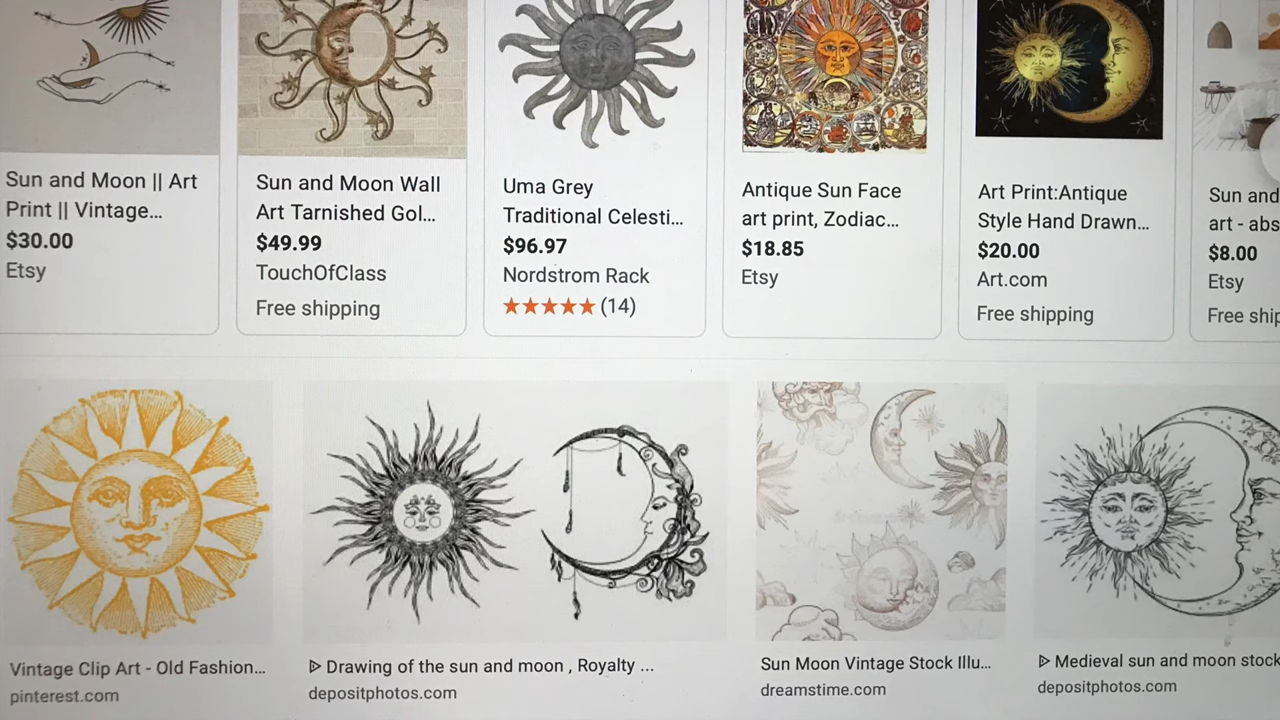 Sun and Moon || Art
Print || Vintage...
$30.00
Etsy
Sun and Moon Wall
Art Tarnished Gol...
$49.99
TouchOfClass
Free shipping
Uma Grey
Traditional Celesti...
$96.97
Nordstrom Rack
(14)
Antique Sun Face
art print, Zodiac...
$18.85
Etsy
Art Print:Antique
Style Hand Drawn...
$20.00
Art.com
Free shipping
Sun and
art - abs
$8.00
Etsy
Free ship
Vintage Clip Art - Old Fashion...
pinterest.com
Drawing of the sun and moon , Royalty ...
depositphotos.com
Sun Moon Vintage Stock Illu...
dreamstime.com
Medieval sun and moon stock
depositphotos.com